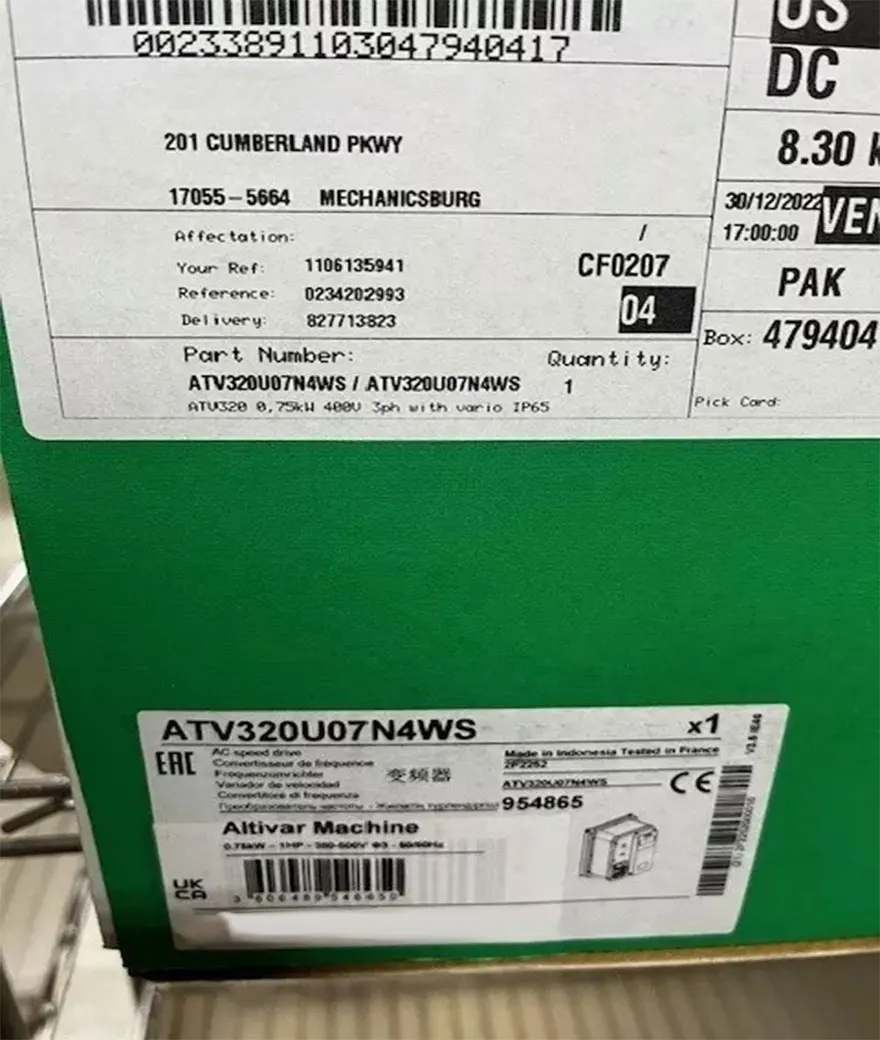 00233891103047940417
US
DC
201 CUMBERLAND PKWY
8.30
17055-5664 MECHANICSBURG
30/12/2022
17:00:00
VEN
Affectation:
/
Your Ref: 1106135941
CF0207
PAK
Reference: 0234202993
04
Delivery: 827713823
Box: 479404
Part Number:
Quantity:
ATV320U07N4WS / ATV320U07N4WS
1
ATV320 0,75kW 400V 3ph with vario IP65
Pick Card:
ATV320U07N4WS
x1
EAC
AC speed drive
Convertisseur de fréquence
Frequenzumrichter
Variador de velocidad
Convertitore di frequenza
变频器
Made in Indonesia Tested in France
ATV320U07N4WS
954865
CE
Altivar Machine
UK
CA